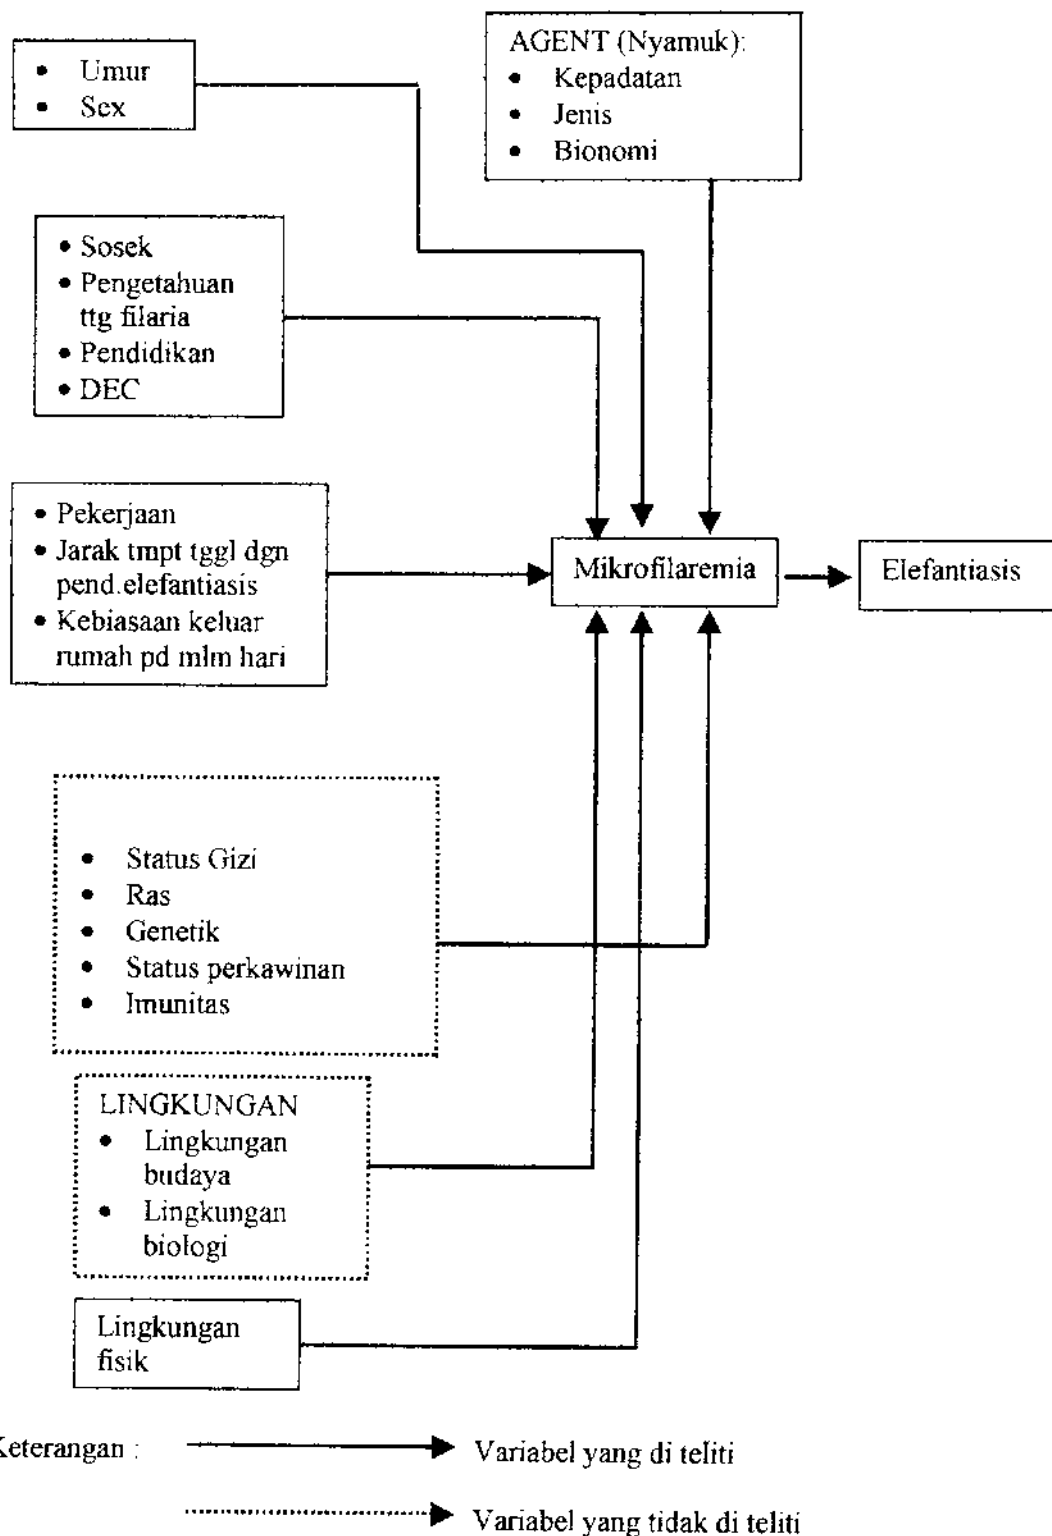 • Umur
• Sex
AGENT (Nyamuk):
• Kepadatan
• Jenis
• Bionomi
• Sosek
• Pengetahuan
ttg filaria
• Pendidikan
• DEC
• Pekerjaan
• Jarak tmpt tggl dgn
pend.elefantiasis
• Kebiasaan keluar
rumah pd mlm hari
Mikrofilaremia
Elefantiasis
• Status Gizi
• Ras
• Genetik
• Status perkawinan
• Imunitas
LINGKUNGAN
• Lingkungan
budaya
• Lingkungan
biologi
Lingkungan
fisik
Keterangan :
Variabel yang di teliti
Variabel yang tidak di teliti